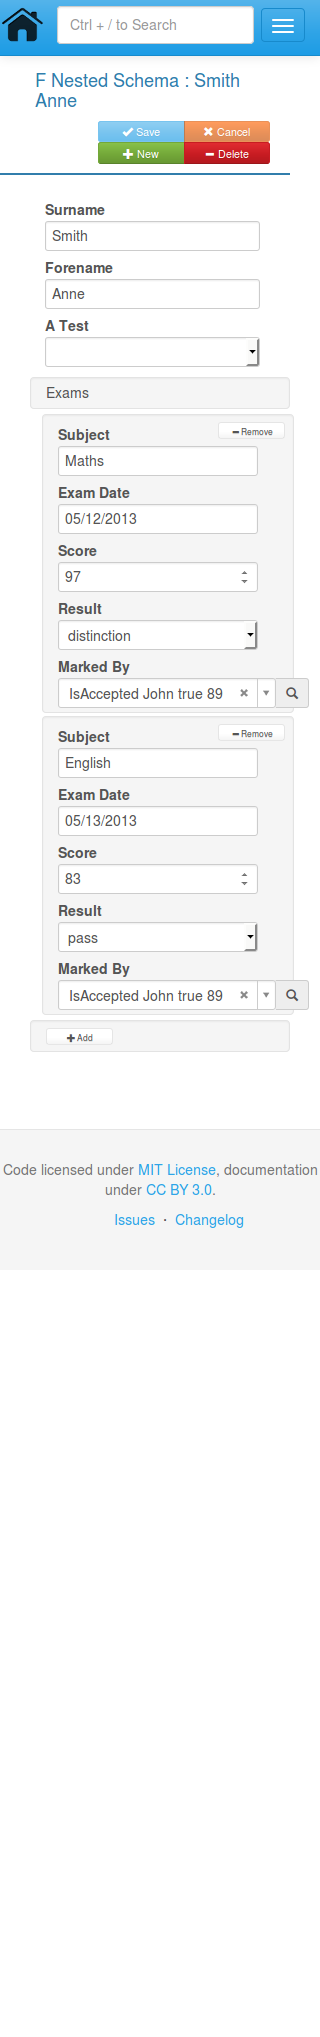 Ctrl + / to Search
F Nested Schema : Smith
Anne
Save Cancel
New Delete
Surname
Smith
Forename
Anne
A Test
Exams
Subject Remove
Maths
Exam Date
05/12/2013
Score
97
Result
distinction
Marked By
IsAccepted John true 89
Subject Remove
English
Exam Date
05/13/2013
Score
83
Result
pass
Marked By
IsAccepted John true 89
Add
Code licensed under MIT License, documentation
under CC BY 3.0.
Issues · Changelog